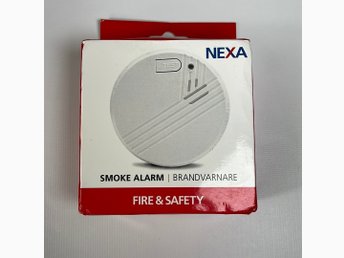 NEXA
SMOKE ALARM | BRANDVARNARE
FIRE & SAFETY